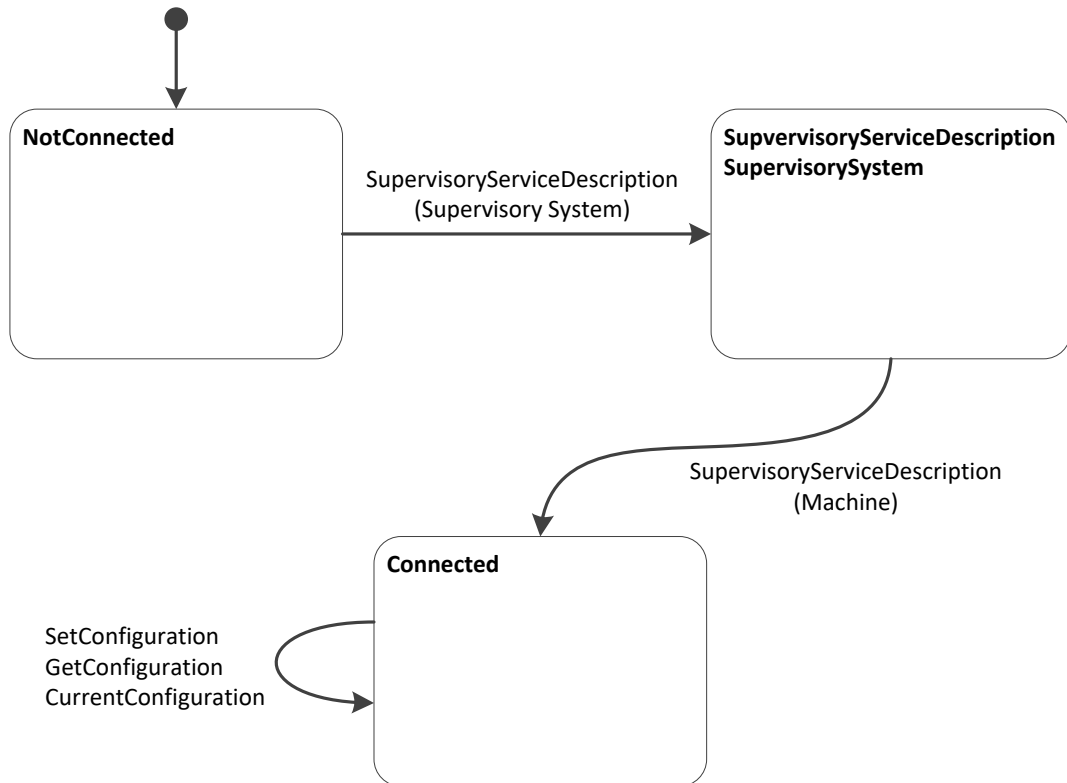 NotConnected
SupervisoryServiceDescription
(Supervisory System)
SupvervisoryServiceDescription
SupervisorySystem
SupervisoryServiceDescription
(Machine)
Connected
SetConfiguration
GetConfiguration
CurrentConfiguration